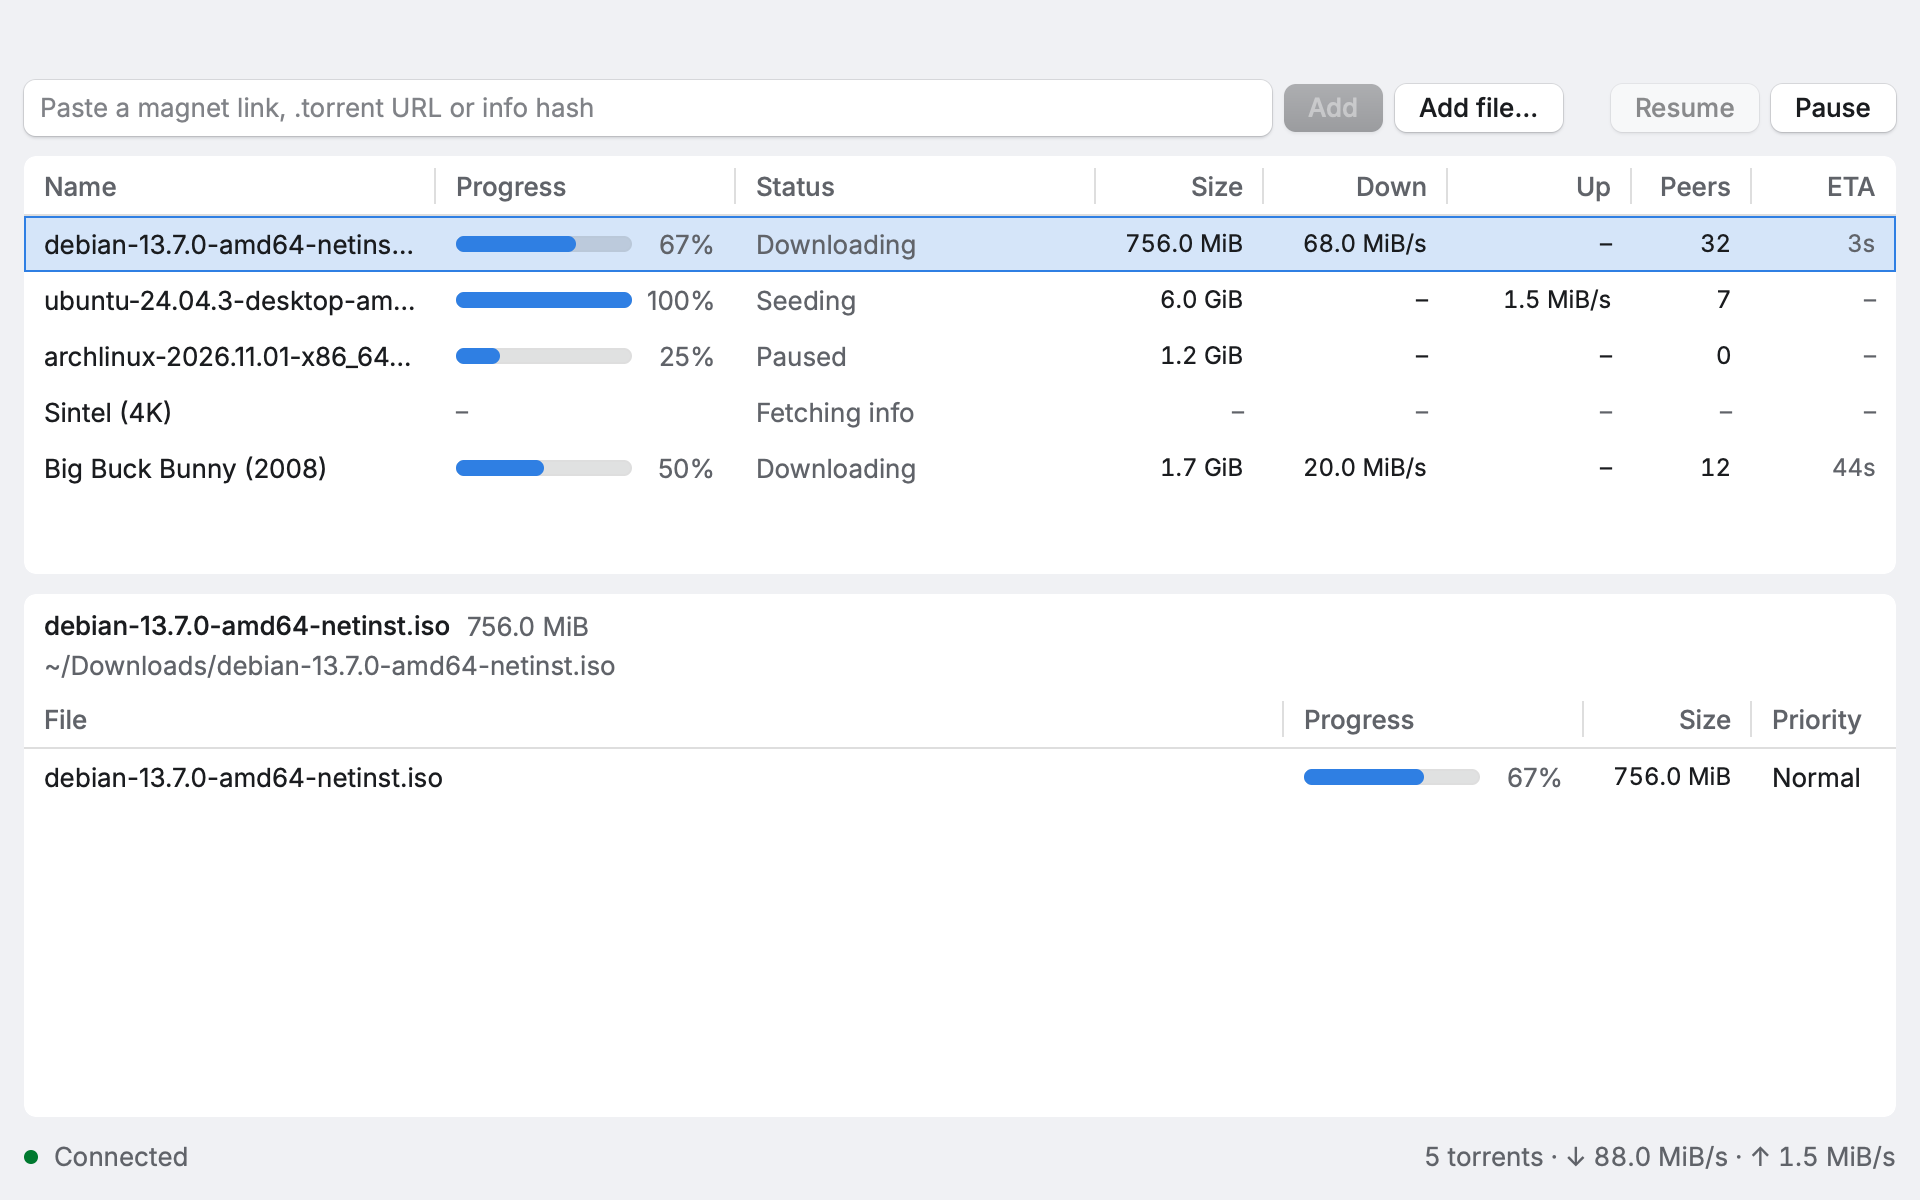 Paste a magnet link, .torrent URL or info hash Add Add file... Resume Pause
Name Progress Status Size Down Up Peers ETA
debian-13.7.0-amd64-netins... 67% Downloading 756.0 MiB 68.0 MiB/s – 32 3s
ubuntu-24.04.3-desktop-am... 100% Seeding 6.0 GiB – 1.5 MiB/s 7 –
archlinux-2026.11.01-x86_64... 25% Paused 1.2 GiB – – 0 –
Sintel (4K) – Fetching info – – – – –
Big Buck Bunny (2008) 50% Downloading 1.7 GiB 20.0 MiB/s – 12 44s
debian-13.7.0-amd64-netinst.iso 756.0 MiB
~/Downloads/debian-13.7.0-amd64-netinst.iso
File Progress Size Priority
debian-13.7.0-amd64-netinst.iso 67% 756.0 MiB Normal
Connected 5 torrents · ↓ 88.0 MiB/s · ↑ 1.5 MiB/s